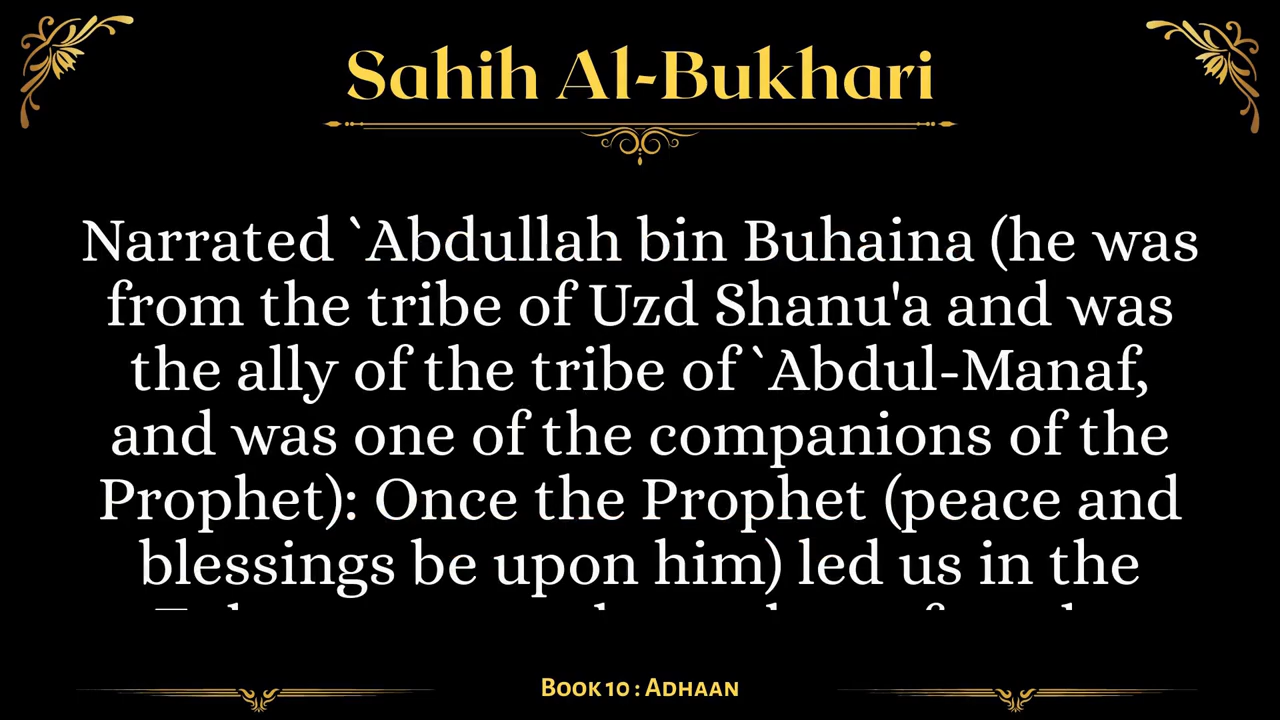 Sahih Al-Bukhari
Narrated `Abdullah bin Buhaina (he was
from the tribe of Uzd Shanu'a and was
the ally of the tribe of `Abdul-Manaf,
and was one of the companions of the
Prophet): Once the Prophet (peace and
blessings be upon him) led us in the
Book 10 : Adhaan